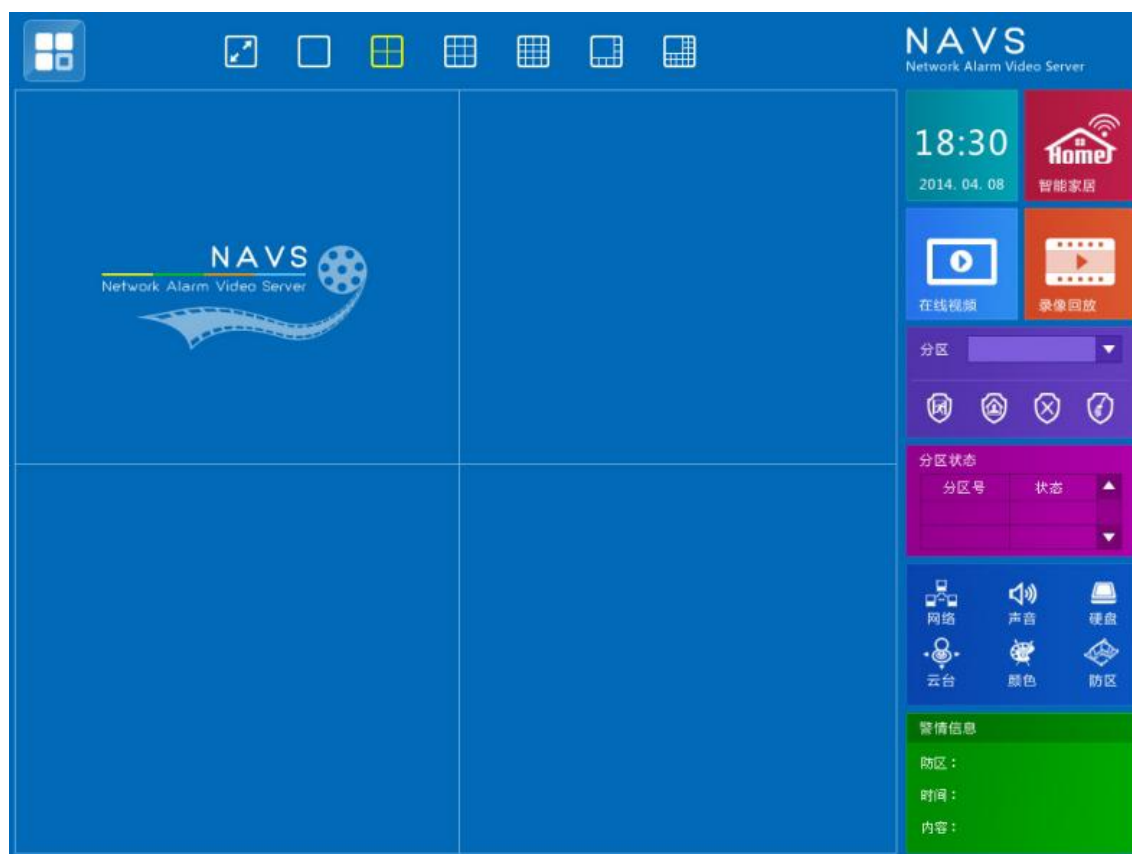 NAVS
Network Alarm Video Server
NAVS
Network Alarm Video Server
18:30
2014. 04. 08
Home
智能家居
在线视频
录像回放
分区
分区状态
分区号 状态
网络 声音 硬盘
云台 颜色 防区
警情信息
防区：
时间：
内容：